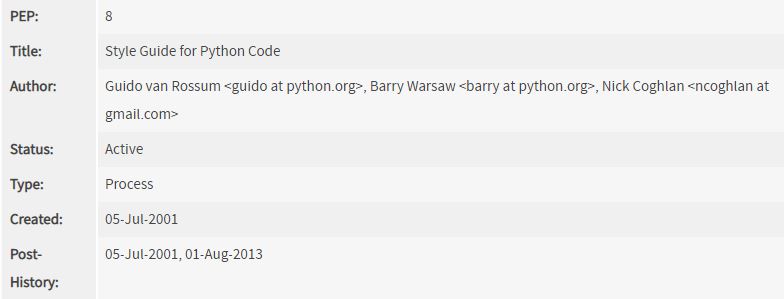 PEP: 8
Title: Style Guide for Python Code
Author: Guido van Rossum <guido at python.org>, Barry Warsaw <barry at python.org>, Nick Coghlan <ncoghlan at
gmail.com>
Status: Active
Type: Process
Created: 05-Jul-2001
Post- 05-Jul-2001, 01-Aug-2013
History: